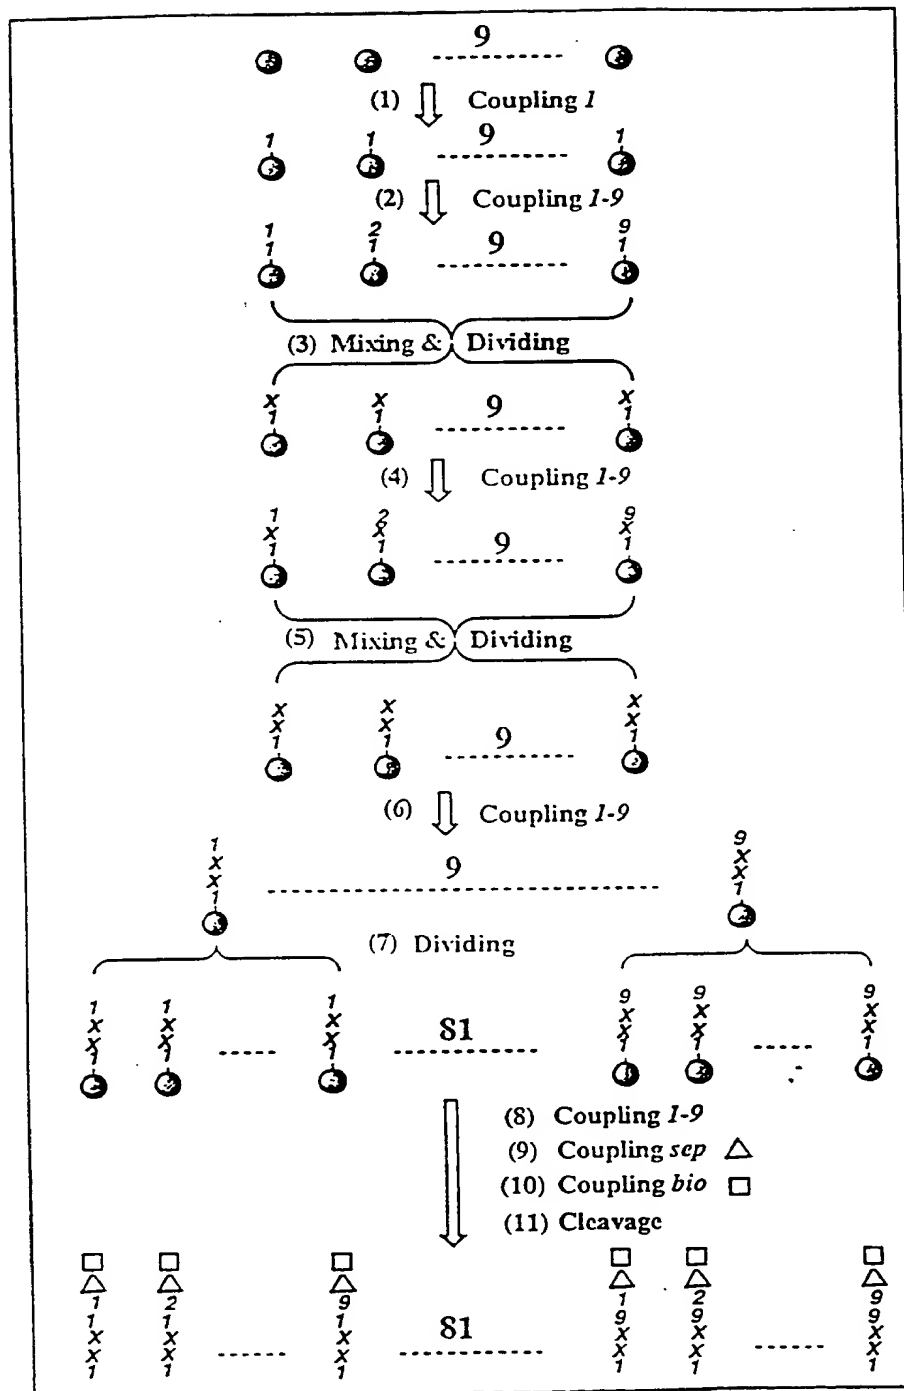 9
(1) Coupling 1
1 1 9 1
(2) Coupling 1-9
1 2 9
1 1 9 1
(3) Mixing & Dividing
x x 9 x
1 1 1
(4) Coupling 1-9
1 2 9
x x x
1 1 9 1
(5) Mixing & Dividing
x x x
x x x
1 1 9 1
(6) Coupling 1-9
1 9
x 9 x
x x
1 1
(7) Dividing
1 1 1 9 9 9
x x x x x x
x x x 81 x x x
1 1 1 1 1 1
(8) Coupling 1-9
(9) Coupling sep
(10) Coupling bio
(11) Cleavage
1 2 9 1 2 9
1 1 1 9 9 9
x x x 81 x x x
x x x x x x
1 1 1 1 1 1